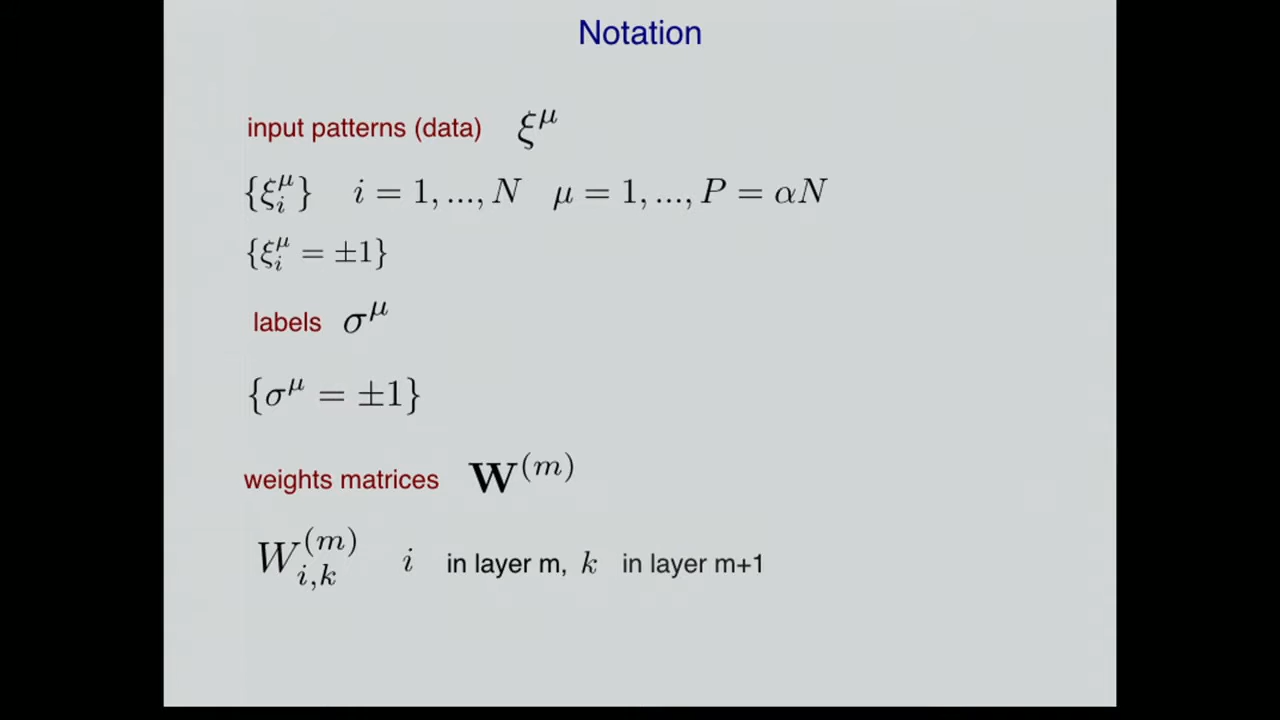 Notation
input patterns (data) ξ^μ
{ξ_i^μ} i = 1, ..., N μ = 1, ..., P = αN
{ξ_i^μ = ±1}
labels σ^μ
{σ^μ = ±1}
weights matrices W^(m)
W_{i,k}^{(m)} i in layer m, k in layer m+1